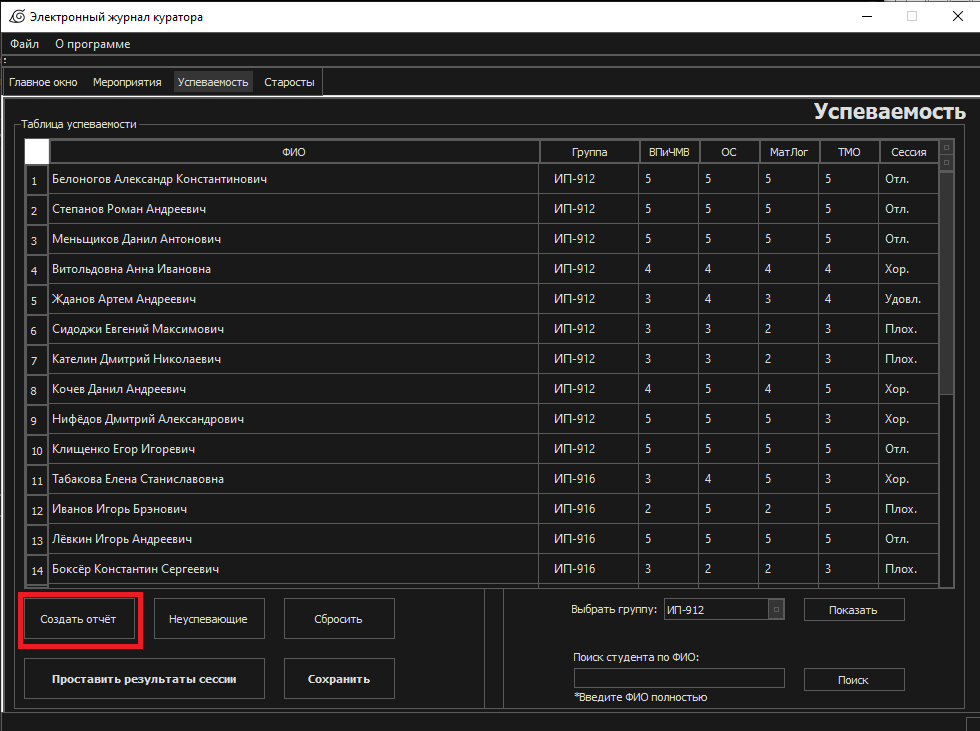 Электронный журнал куратора
Файл О программе
Главное окно Мероприятия Успеваемость Старосты
Успеваемость
Таблица успеваемости
ФИО Группа ВПиЧМВ ОС МатЛог ТМО Сессия
1 Белоногов Александр Константинович ИП-912 5 5 5 5 Отл.
2 Степанов Роман Андреевич ИП-912 5 5 5 5 Отл.
3 Меньщиков Данил Антонович ИП-912 5 5 5 5 Отл.
4 Витольдовна Анна Ивановна ИП-912 4 4 4 4 Хор.
5 Жданов Артем Андреевич ИП-912 3 4 3 4 Удовл.
6 Сидоджи Евгений Максимович ИП-912 3 3 2 3 Плох.
7 Кателин Дмитрий Николаевич ИП-912 3 3 2 3 Плох.
8 Кочев Данил Андреевич ИП-912 4 5 4 5 Хор.
9 Нифёдов Дмитрий Александрович ИП-912 5 5 5 3 Хор.
10 Клищенко Егор Игоревич ИП-912 5 5 5 5 Отл.
11 Табакова Елена Станиславовна ИП-916 3 4 5 3 Хор.
12 Иванов Игорь Брэнович ИП-916 2 5 2 5 Плох.
13 Лёвкин Игорь Андреевич ИП-916 5 5 5 5 Отл.
14 Боксёр Константин Сергеевич ИП-916 3 2 2 3 Плох.
Создать отчёт Неуспевающие Сбросить Выбрать группу: ИП-912 Показать
Поиск студента по ФИО:
Проставить результаты сессии Сохранить Поиск
*Введите ФИО полностью